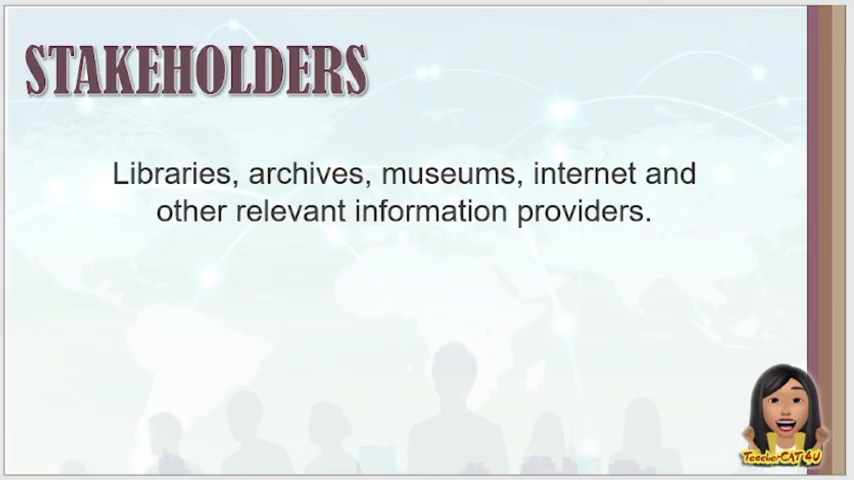 STAKEHOLDERS
Libraries, archives, museums, internet and
other relevant information providers.
TeacherCAT 4U